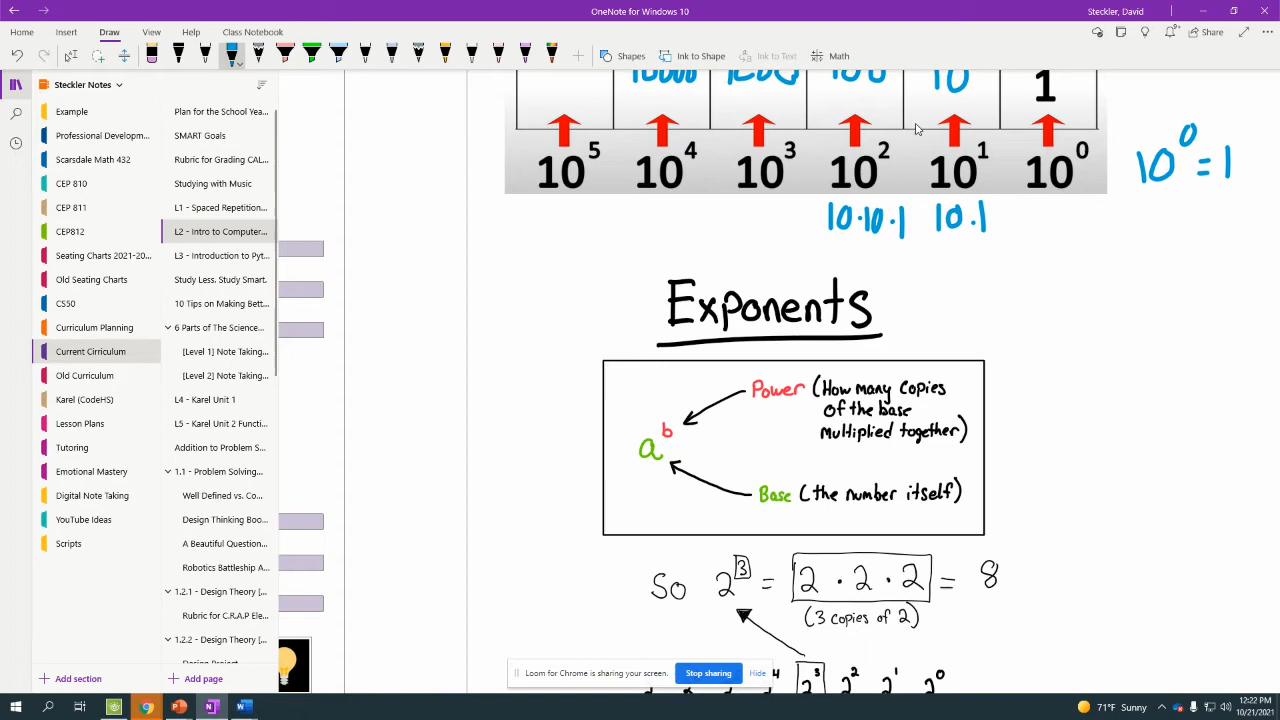 OneNote for Windows 10
Steckler, David
Home Insert Draw View Help Class Notebook
Share
Shapes Ink to Shape Ink to Text Math
Steckler Notes
Example
Professional Developm...
Scarsdale Math 432
CEP 810
CEP 811
CEP812
Seating Charts 2021-20...
Old Seating Charts
CS50
Curriculum Planning
Current Cirriculum
Old Curriculum
Karel (CodeHS)
Lesson Plans
Tutoring
Emotional Mastery
Digital Note Taking
YouTube Ideas
Scripts
Add section
Plan for the School Yea...
SMART Goals
Rubric for Grading CAL...
Studying with Music
L1 - Spaced Repetition...
L2 - Intro to Computer...
L3 - Introduction to Pyt...
Study Less. Study Smart.
10 Tips on Making Bett...
6 Parts of The Science...
[Level 1] Note Taking...
[Level 2] Note Taking...
L4 - Karel Unit 1
L5 - Karel Unit 2 Functi...
Addition to Problem S...
1.1 - Problem Solving...
Well Defined vs. Co...
Design Thinking Boo...
A Beautiful Question...
Robotics Battleship A...
1.2.1 - Design Theory [...
Rubric for C.R.A.P Ele...
1.2.2 - Design Theory [...
Add page
10000 1000 100 10 1
10⁵ 10⁴ 10³ 10² 10¹ 10⁰
10⁰ = 1
10·10·1 10·1
Exponents
Power (How many copies
of the base
multiplied together)
a^b
Base (the number itself)
So 2³ = 2 · 2 · 2 = 8
(3 copies of 2)
4 2³ 2² 2¹ 2⁰
Loom for Chrome is sharing your screen. Stop sharing Hide
71°F Sunny
12:22 PM
10/21/2021